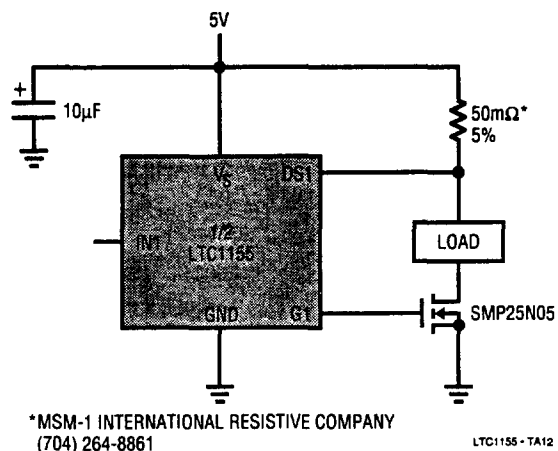 5V
+
10µF
50mΩ*
5%
VS
DS1
IN1
1/2
LTC1155
LOAD
GND
G1
SMP25N05
*MSM-1 INTERNATIONAL RESISTIVE COMPANY
(704) 264-8861
LTC1155 • TA12